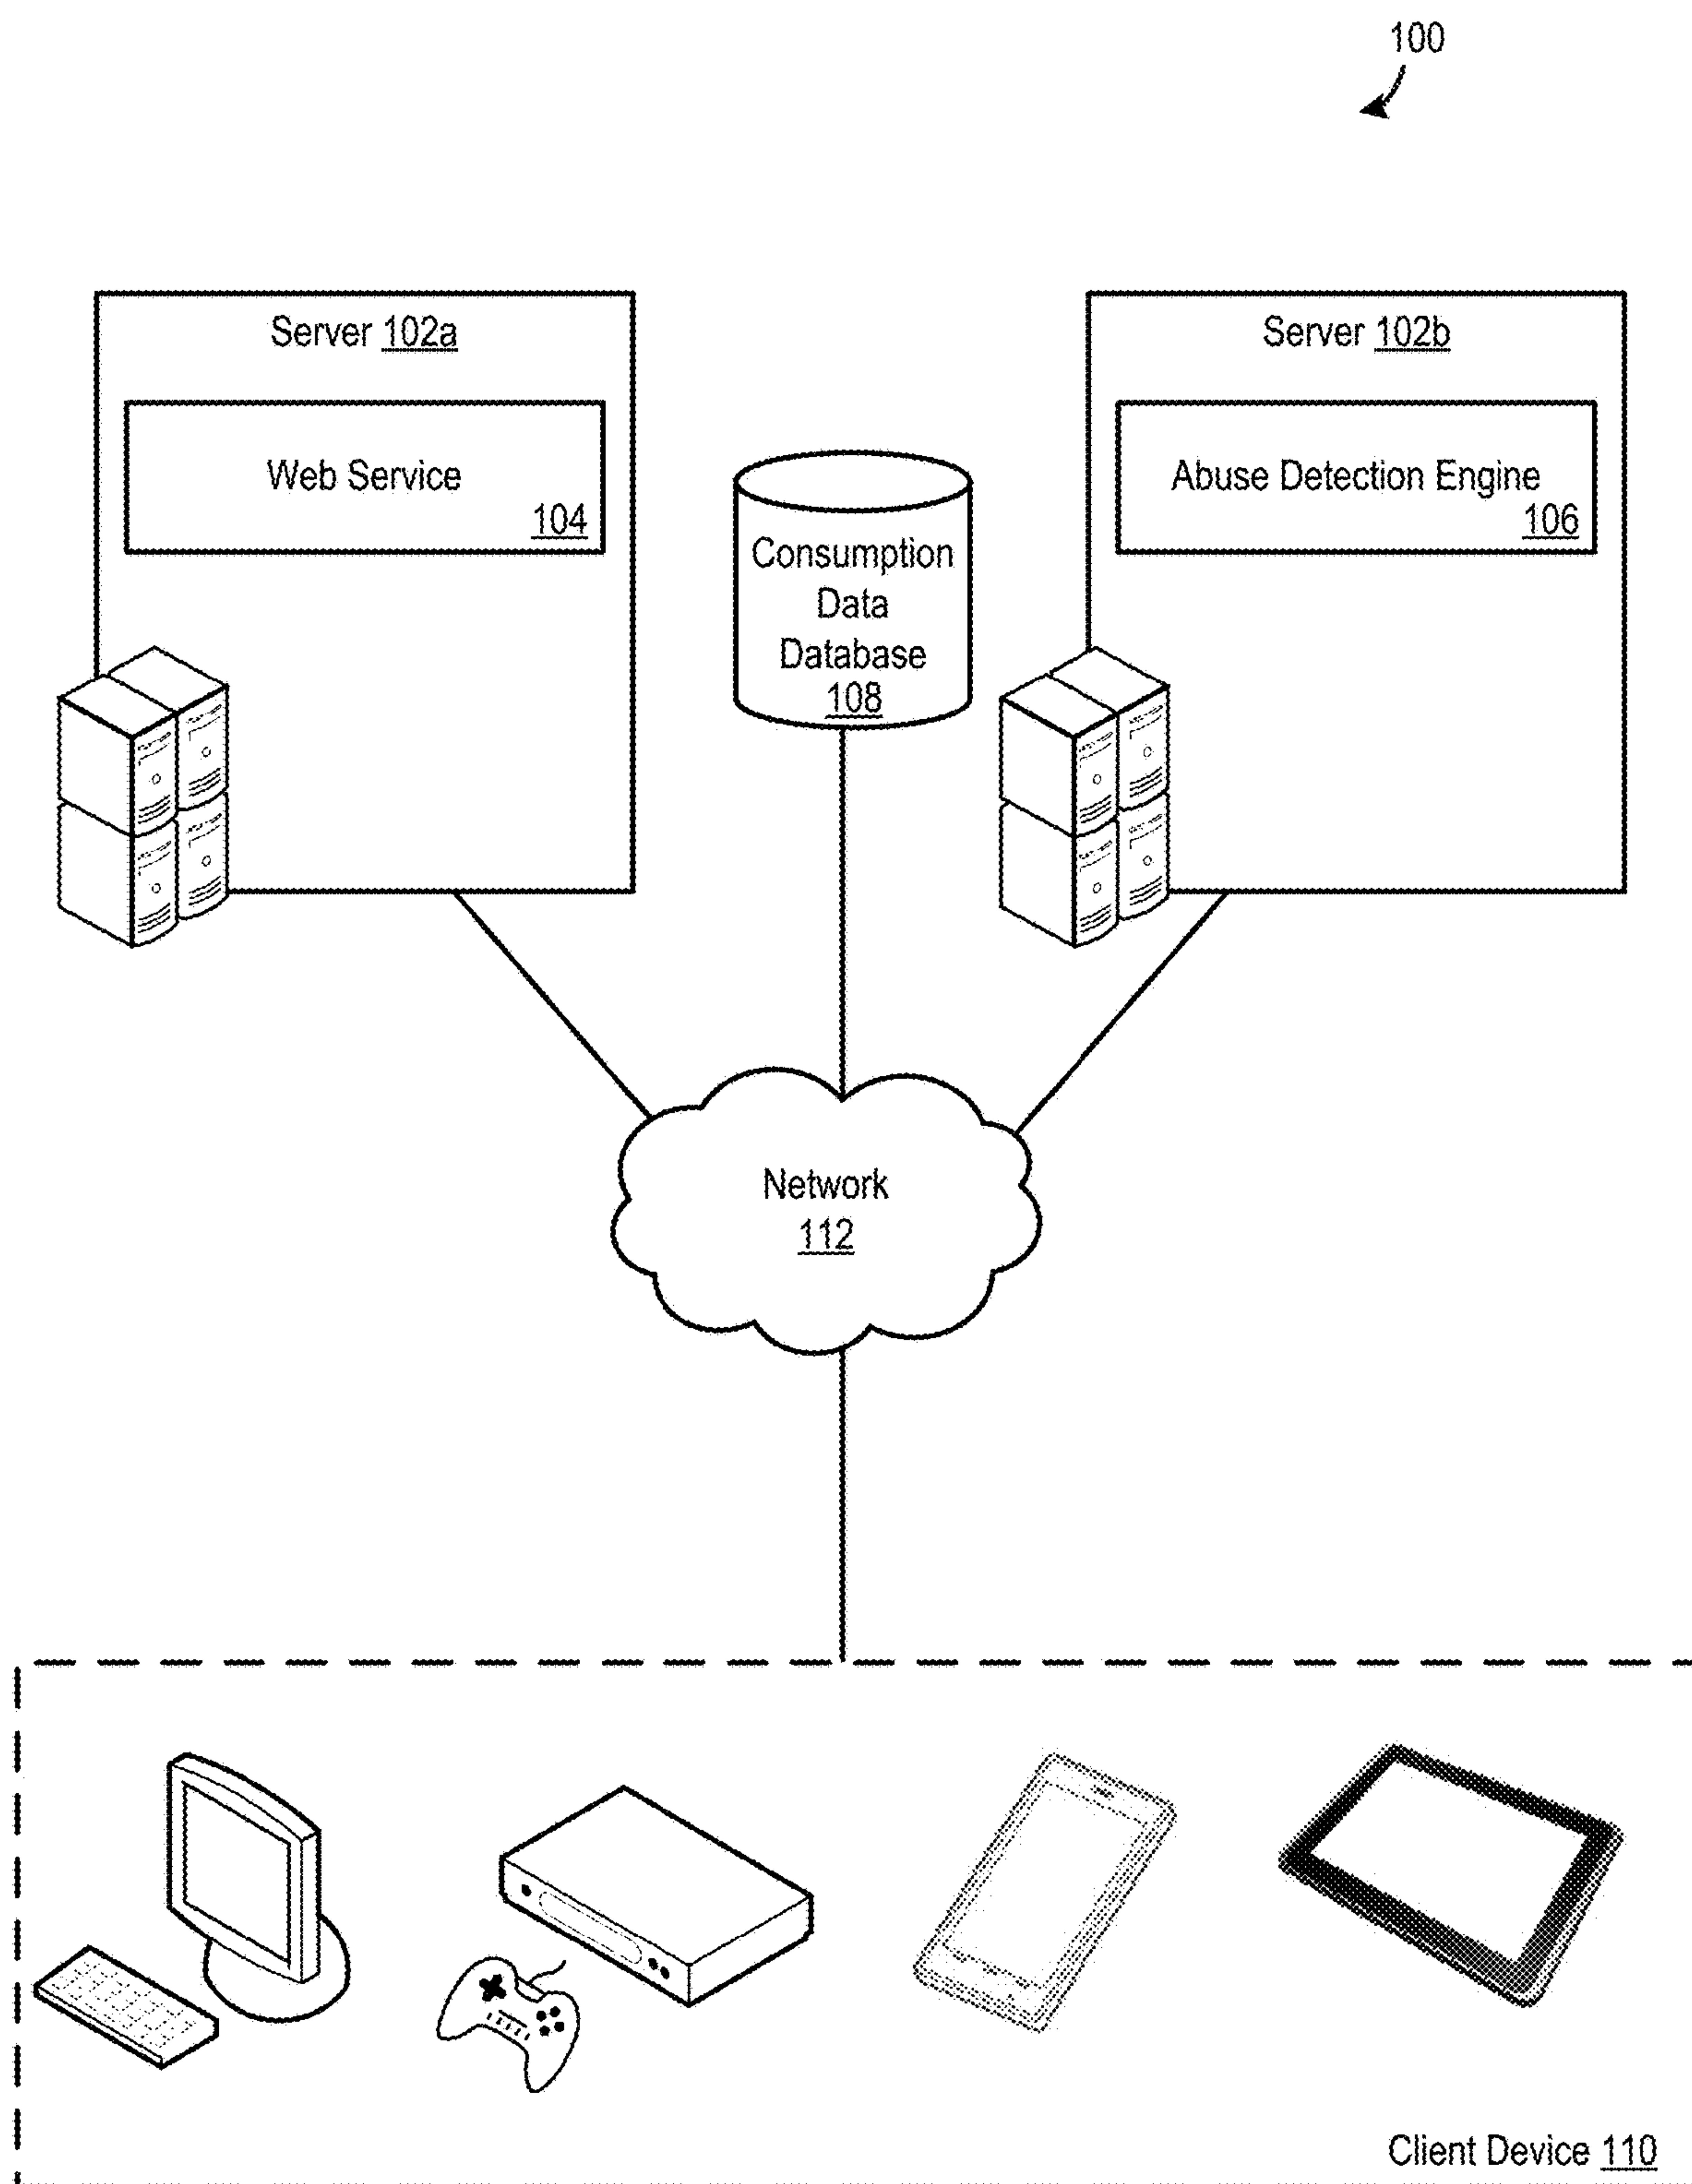 100
Server 102a
Web Service
104
Consumption
Data
Database
108
Server 102b
Abuse Detection Engine
106
Network
112
Client Device 110